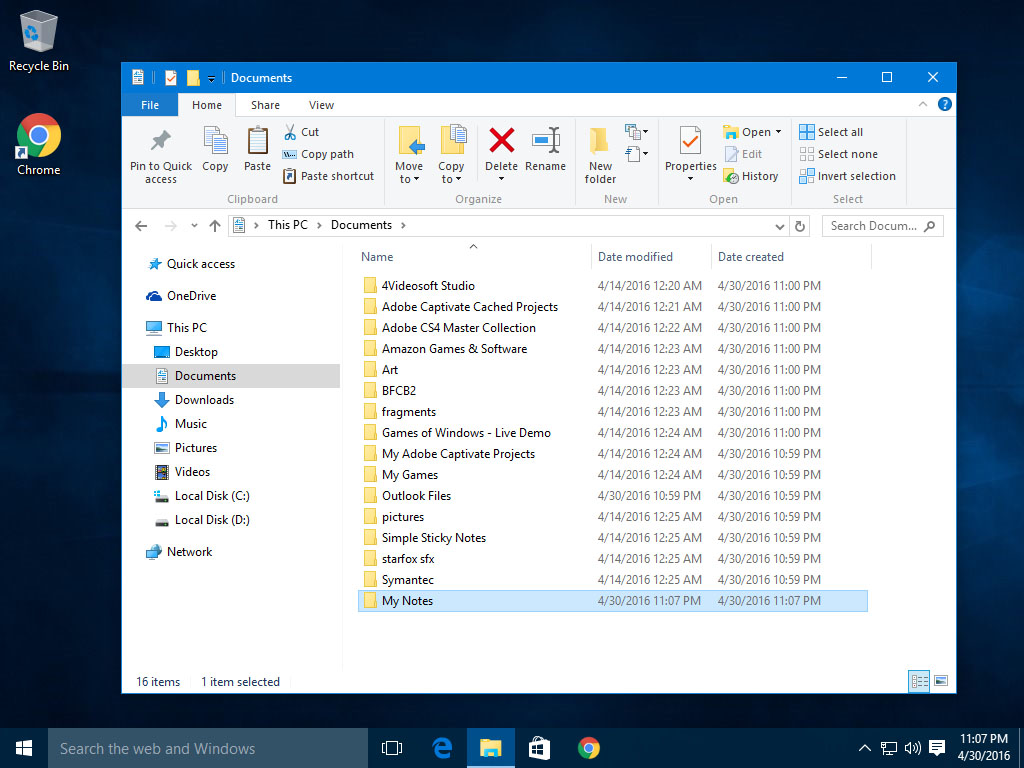 Recycle Bin
Chrome
Documents
File Home Share View
Pin to Quick access
Copy
Paste
Cut
Copy path
Paste shortcut
Clipboard
Move to
Copy to
Delete
Rename
Organize
New folder
New
Properties
Open
Edit
History
Open
Select all
Select none
Invert selection
Select
This PC > Documents >
Search Docum...
Quick access
OneDrive
This PC
Desktop
Documents
Downloads
Music
Pictures
Videos
Local Disk (C:)
Local Disk (D:)
Network
Name Date modified Date created
4Videosoft Studio 4/14/2016 12:20 AM 4/30/2016 11:00 PM
Adobe Captivate Cached Projects 4/14/2016 12:21 AM 4/30/2016 11:00 PM
Adobe CS4 Master Collection 4/14/2016 12:22 AM 4/30/2016 11:00 PM
Amazon Games & Software 4/14/2016 12:23 AM 4/30/2016 11:00 PM
Art 4/14/2016 12:23 AM 4/30/2016 11:00 PM
BFCB2 4/14/2016 12:23 AM 4/30/2016 11:00 PM
fragments 4/14/2016 12:23 AM 4/30/2016 11:00 PM
Games of Windows - Live Demo 4/14/2016 12:24 AM 4/30/2016 11:00 PM
My Adobe Captivate Projects 4/14/2016 12:24 AM 4/30/2016 10:59 PM
My Games 4/14/2016 12:24 AM 4/30/2016 10:59 PM
Outlook Files 4/30/2016 10:59 PM 4/30/2016 10:59 PM
pictures 4/14/2016 12:25 AM 4/30/2016 10:59 PM
Simple Sticky Notes 4/14/2016 12:25 AM 4/30/2016 10:59 PM
starfox sfx 4/14/2016 12:25 AM 4/30/2016 10:59 PM
Symantec 4/14/2016 12:25 AM 4/30/2016 10:59 PM
My Notes 4/30/2016 11:07 PM 4/30/2016 11:07 PM
16 items 1 item selected
Search the web and Windows
11:07 PM
4/30/2016